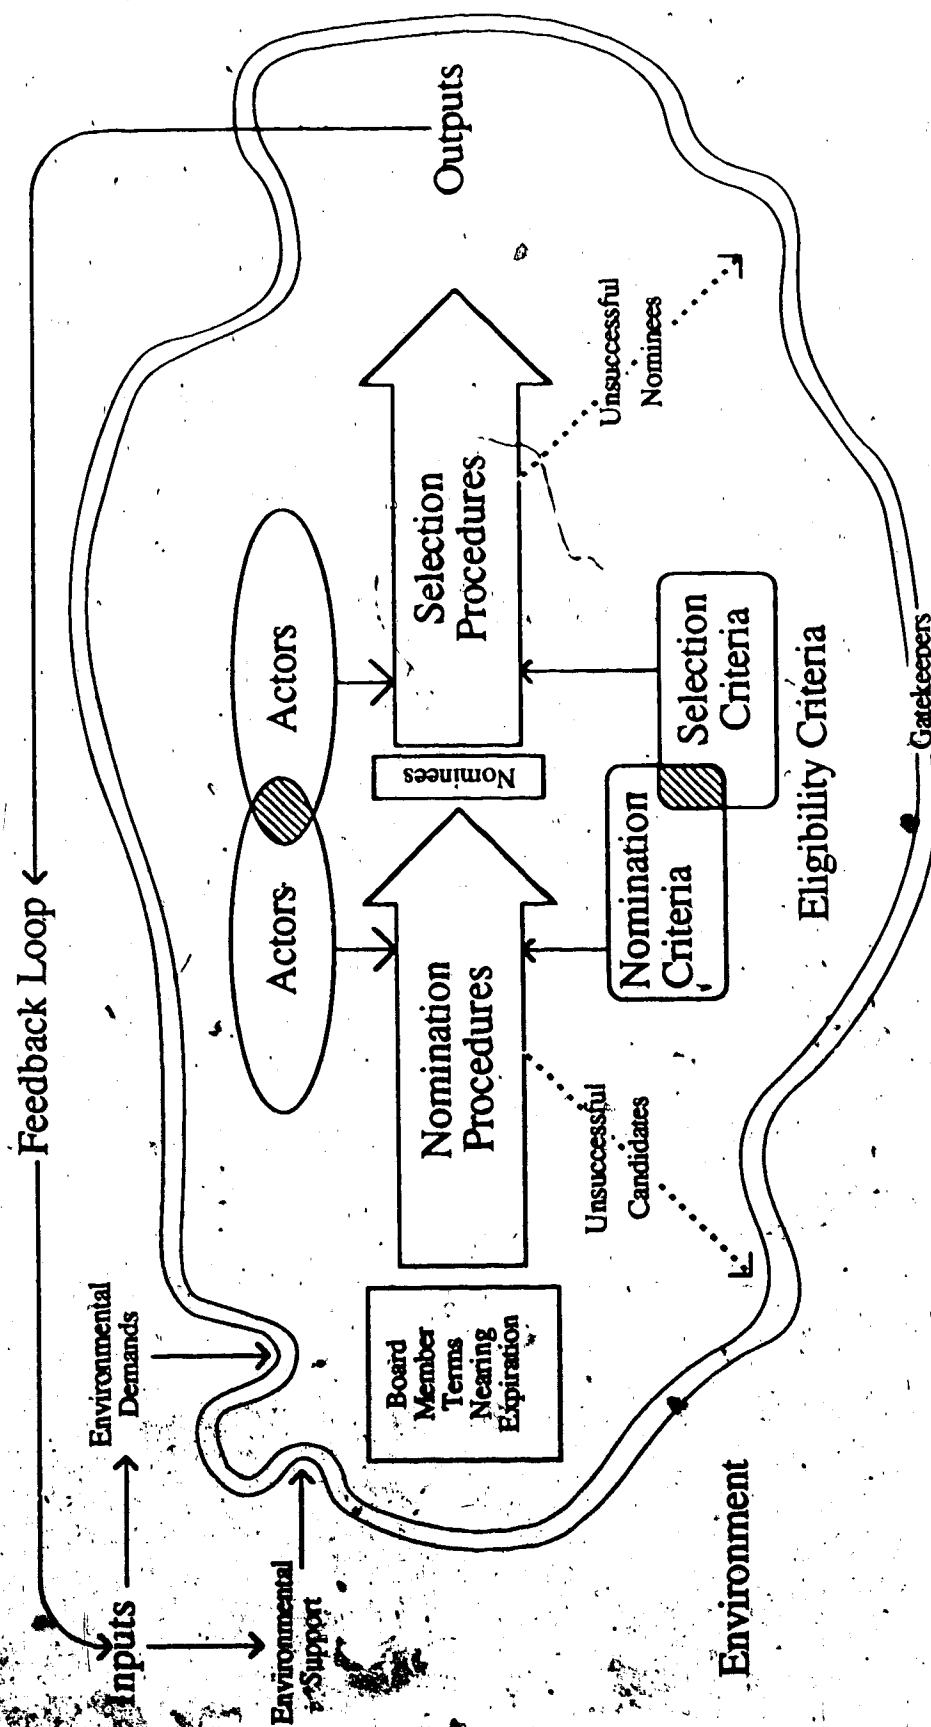 Feedback Loop
Inputs
Environmental
Demands
Environmental
Support
Outputs
Actors
Actors
Board
Member
Terms
Nearing
Expiration
Nomination
Procedures
Nominees
Selection
Procedures
Unsuccessful
Candidates
Unsuccessful
Nominees
Nomination
Criteria
Selection
Criteria
Eligibility Criteria
Environment
Gatekeepers